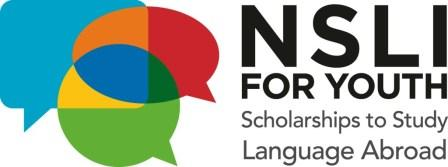 NSLI
FOR YOUTH
Scholarships to Study
Language Abroad